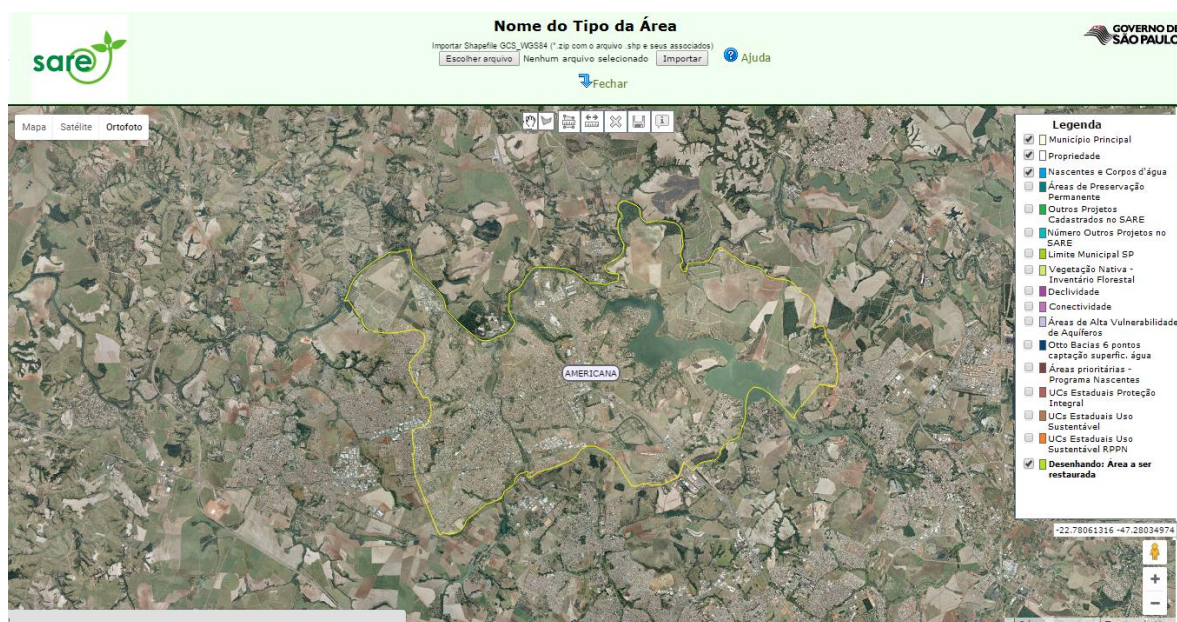 Nome do Tipo da Área
sare
Importar Shapefile GCS_WGS84 (*.zip com o arquivo .shp e seus associados)
Escolher arquivo Nenhum arquivo selecionado Importar Ajuda
Fechar
GOVERNO DE
SÃO PAULO
Mapa Satélite Ortofoto
Legenda
Município Principal
Propriedade
Nascentes e Corpos d'água
Áreas de Preservação
Permanente
Outros Projetos
Cadastrados no SARE
Número Outros Projetos no
SARE
Limite Municipal SP
Vegetação Nativa -
Inventário Florestal
Declividade
Conectividade
Áreas de Alta Vulnerabilidade
de Aquíferos
Otto Bacias 6 pontos
captação superfic. água
Áreas prioritárias -
Programa Nascentes
UCs Estaduais Proteção
Integral
UCs Estaduais Uso
Sustentável
UCs Estaduais Uso
Sustentável RPPN
Desenhando: Área a ser
restaurada
AMERICANA
-22.78061316 -47.28034974